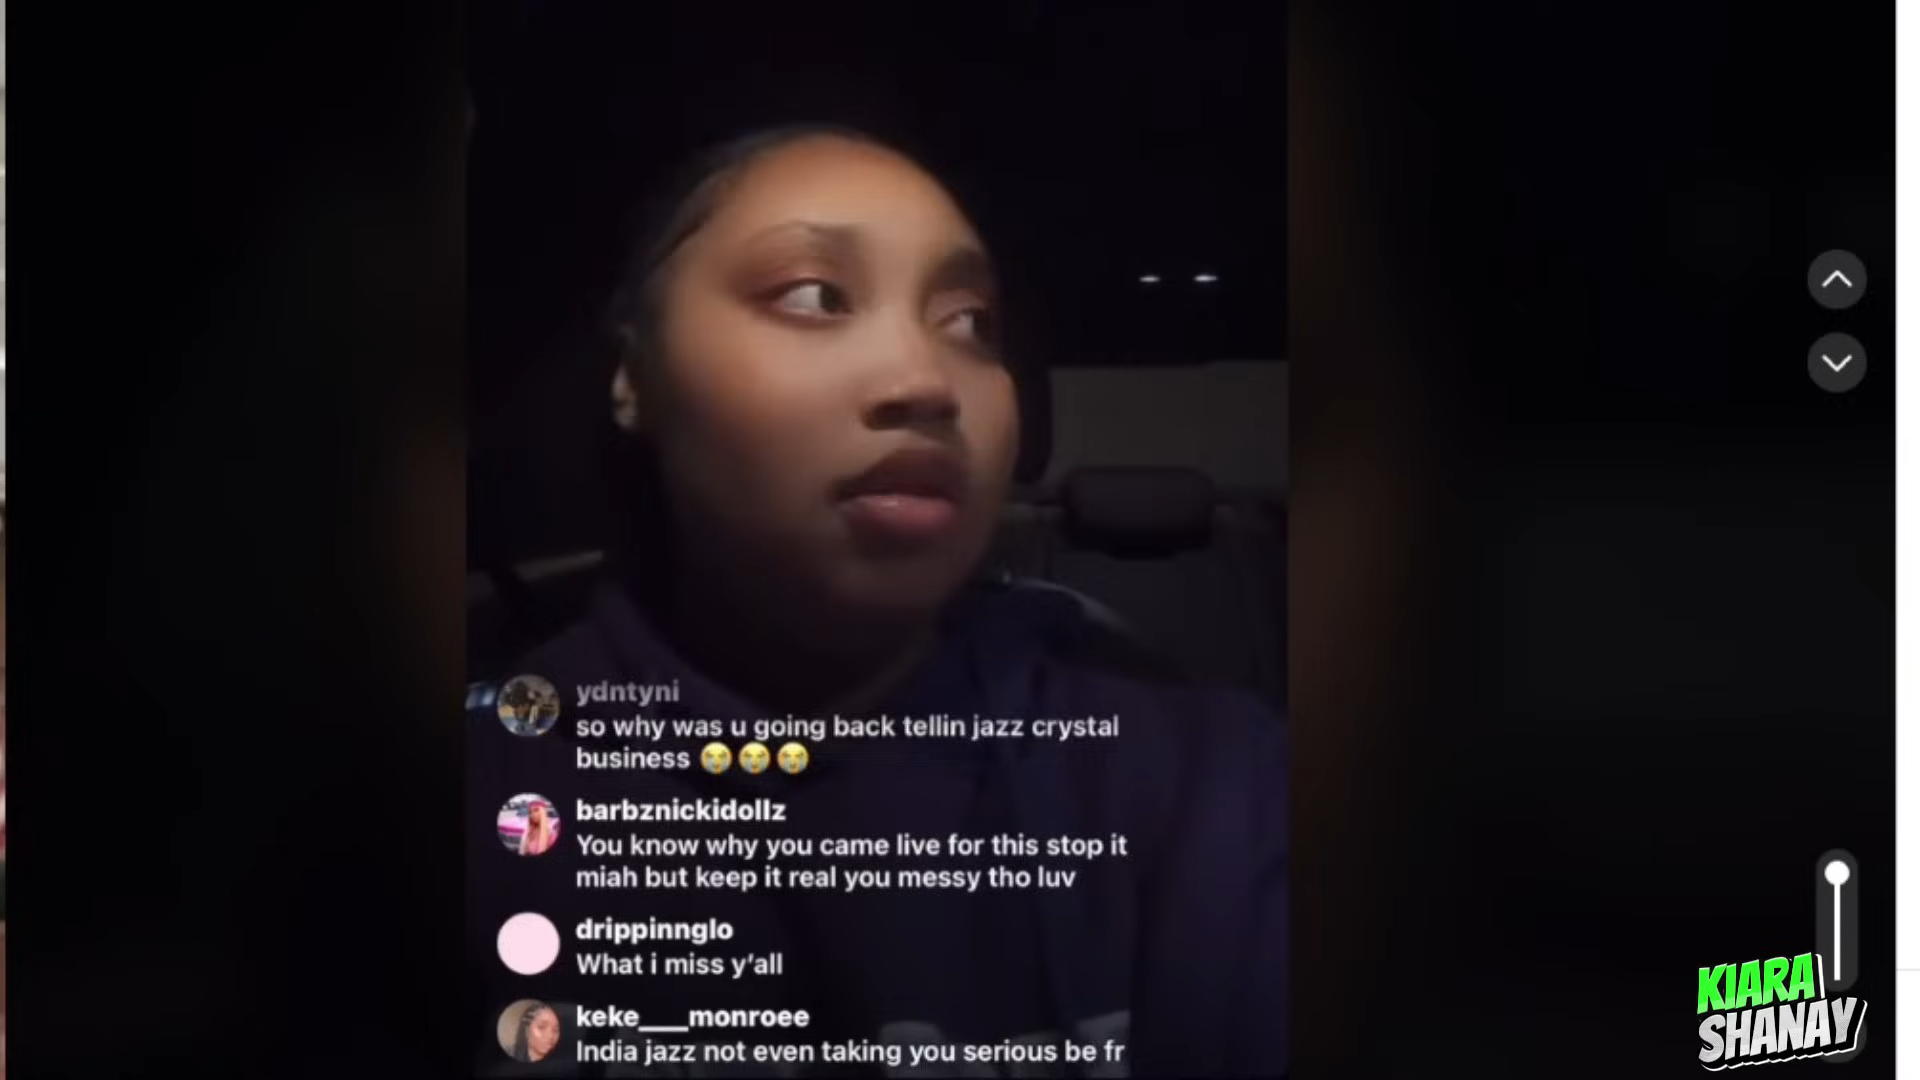 ydntyni
so why was u going back tellin jazz crystal
business 😭😭😭
barbznickidollz
You know why you came live for this stop it
miah but keep it real you messy tho luv
drippinnglo
What i miss y'all
keke___monroee
India jazz not even taking you serious be fr
KIARA
SHANAY